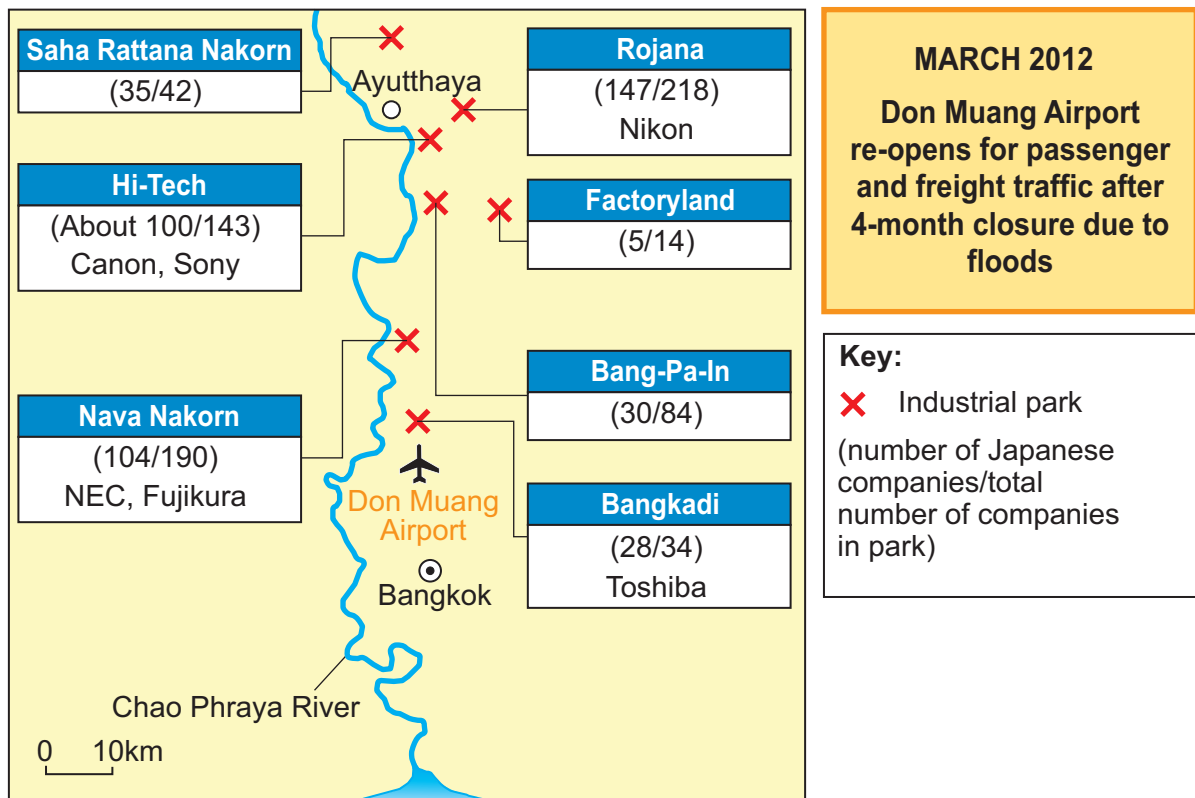 Saha Rattana Nakorn
(35/42)
Ayutthaya
Rojana
(147/218)
Nikon
Hi-Tech
(About 100/143)
Canon, Sony
Factoryland
(5/14)
Nava Nakorn
(104/190)
NEC, Fujikura
Bang-Pa-In
(30/84)
Don Muang
Airport
Bangkadi
(28/34)
Toshiba
Bangkok
Chao Phraya River
0 10km
MARCH 2012
Don Muang Airport
re-opens for passenger
and freight traffic after
4-month closure due to
floods
Key:
Industrial park
(number of Japanese
companies/total
number of companies
in park)